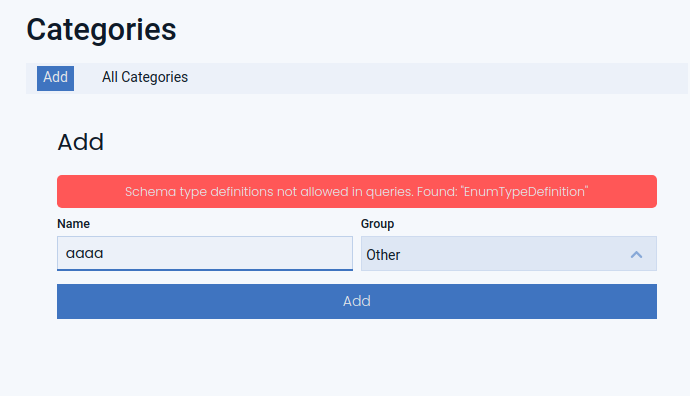 Categories
Add All Categories
Add
Schema type definitions not allowed in queries. Found: "EnumTypeDefinition"
Name Group
aaaa Other
Add